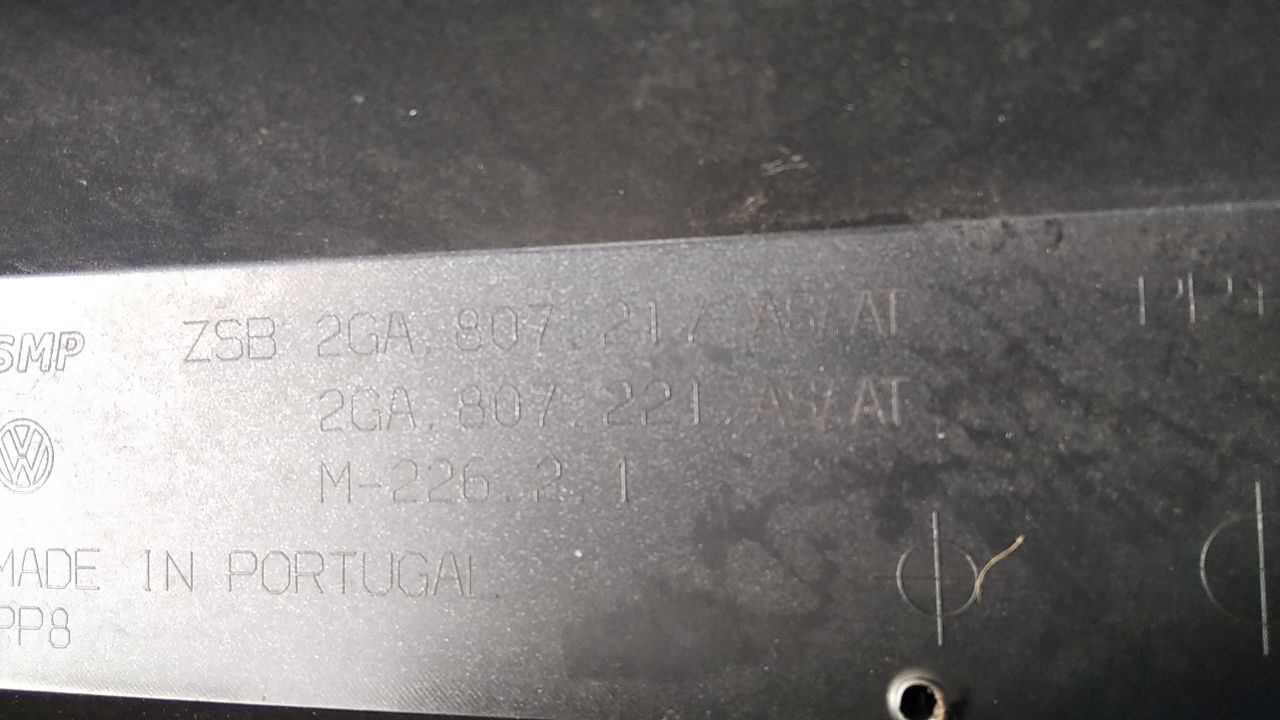 SMP
ZSB 2GA.807.217.AS/AT
2GA.807.221.AS/AT
M-226.2.1
MADE IN PORTUGAL
PP8